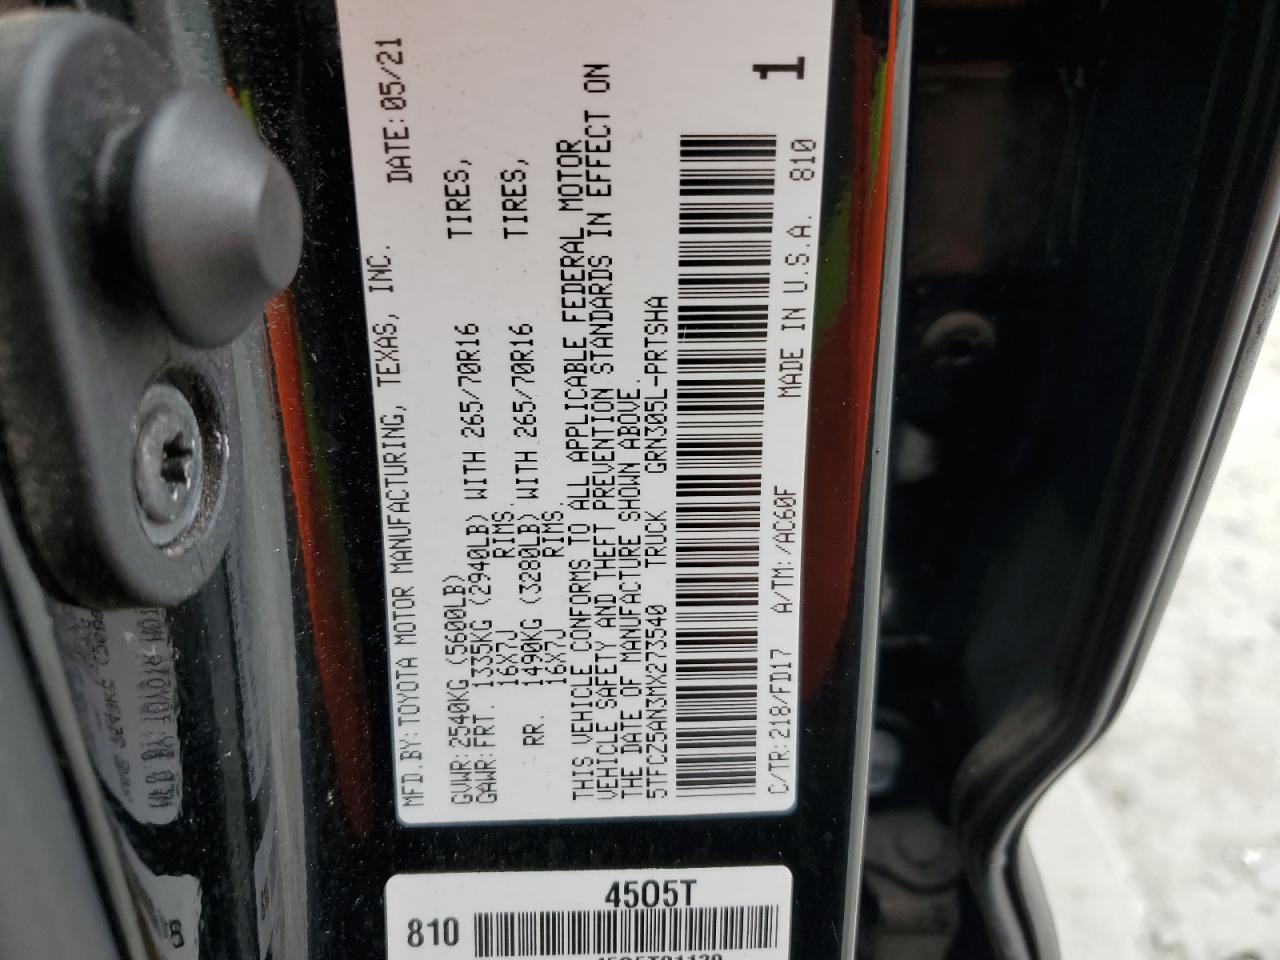 MFD.BY: TOYOTA MOTOR MANUFACTURING, TEXAS, INC. DATE: 05/21
GVWR: 2540KG (5600LB)
GAWR: FRT. 1335KG (2940LB) WITH 265/70R16 TIRES,
16X7J RIMS.
RR. 1490KG (3280LB) WITH 265/70R16 TIRES,
16X7J RIMS.
THIS VEHICLE CONFORMS TO ALL APPLICABLE FEDERAL MOTOR
VEHICLE SAFETY AND THEFT PREVENTION STANDARDS IN EFFECT ON
THE DATE OF MANUFACTURE SHOWN ABOVE.
5TFCZ5AN3MX273540 TRUCK GRN305L-PRTSHA
C/TR: 218/FD17 A/TM: /AC60F MADE IN U.S.A. 810
1
4505T
810